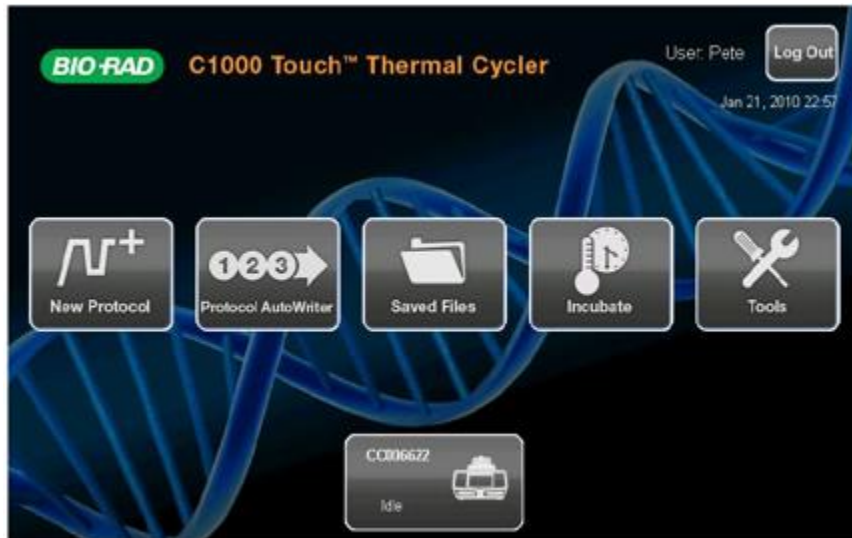 BIO-RAD C1000 Touch™ Thermal Cycler
User: Pete
Log Out
Jan 21, 2010 22:57
New Protocol
123
Protocol AutoWriter
Saved Files
Incubate
Tools
CC006622
Idle